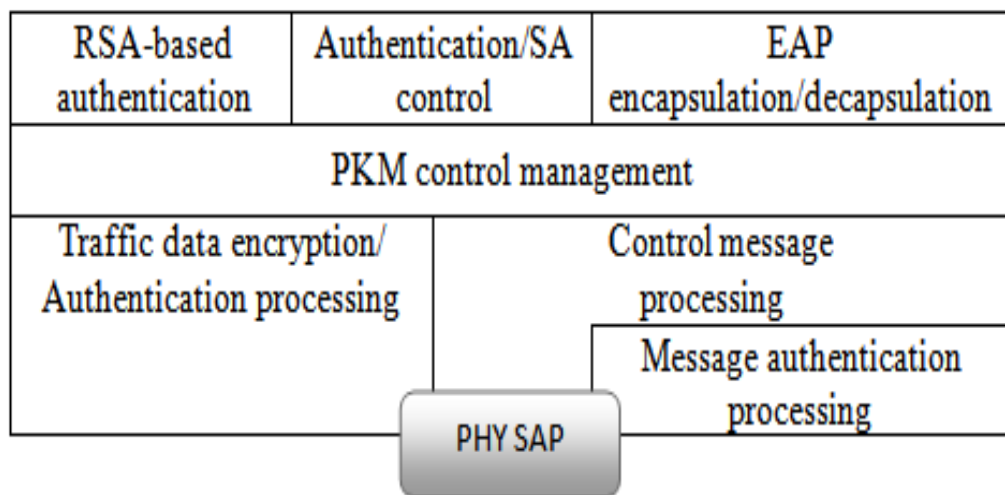 RSA-based
authentication
Authentication/SA
control
EAP
encapsulation/decapsulation
PKM control management
Traffic data encryption/
Authentication processing
Control message
processing
Message authentication
processing
PHY SAP